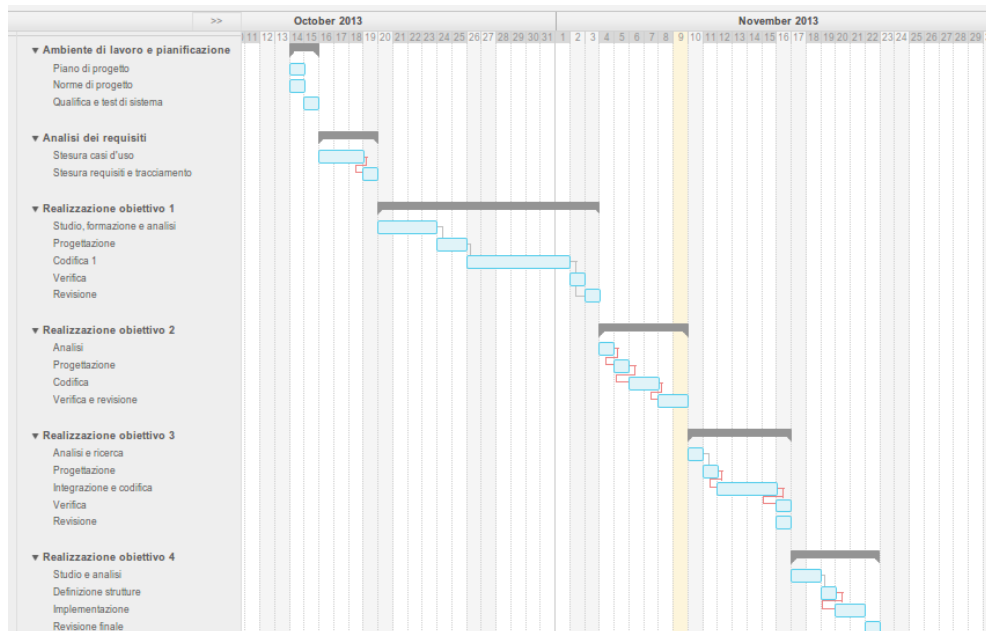 >> October 2013 November 2013
11 12 13 14 15 16 17 18 19 20 21 22 23 24 25 26 27 28 29 30 31 1 2 3 4 5 6 7 8 9 10 11 12 13 14 15 16 17 18 19 20 21 22 23 24 25 26 27 28 29
▼ Ambiente di lavoro e pianificazione
Piano di progetto
Norme di progetto
Qualifica e test di sistema
▼ Analisi dei requisiti
Stesura casi d'uso
Stesura requisiti e tracciamento
▼ Realizzazione obiettivo 1
Studio, formazione e analisi
Progettazione
Codifica 1
Verifica
Revisione
▼ Realizzazione obiettivo 2
Analisi
Progettazione
Codifica
Verifica e revisione
▼ Realizzazione obiettivo 3
Analisi e ricerca
Progettazione
Integrazione e codifica
Verifica
Revisione
▼ Realizzazione obiettivo 4
Studio e analisi
Definizione strutture
Implementazione
Revisione finale